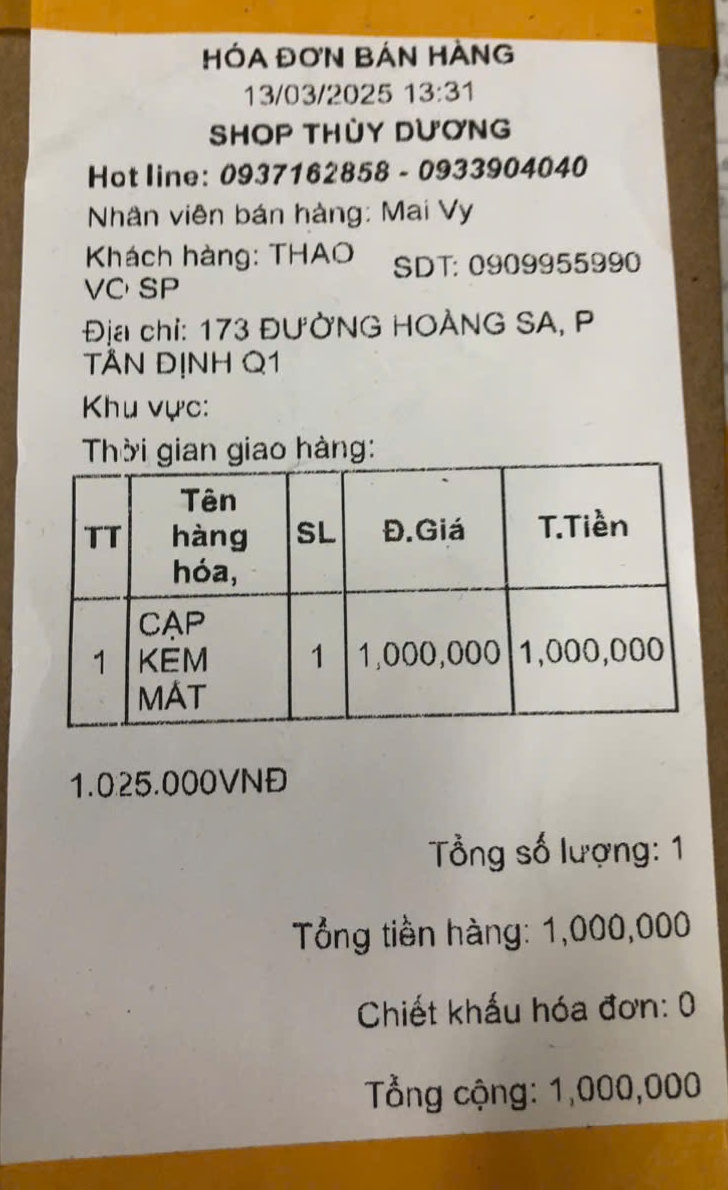 HÓA ĐƠN BÁN HÀNG
13/03/2025 13:31
SHOP THÙY DƯƠNG
Hot line: 0937162858 - 0933904040
Nhân viên bán hàng: Mai Vy
Khách hàng: THAO SDT: 0909955990
VO SP
Địa chỉ: 173 ĐƯỜNG HOÀNG SA, P
TÂN ĐỊNH Q1
Khu vực:
Thời gian giao hàng:
TT Tên hàng hóa, SL Đ.Giá T.Tiền
1 CẶP KEM MẮT 1 1,000,000 1,000,000
1.025.000VNĐ
Tổng số lượng: 1
Tổng tiền hàng: 1,000,000
Chiết khấu hóa đơn: 0
Tổng cộng: 1,000,000